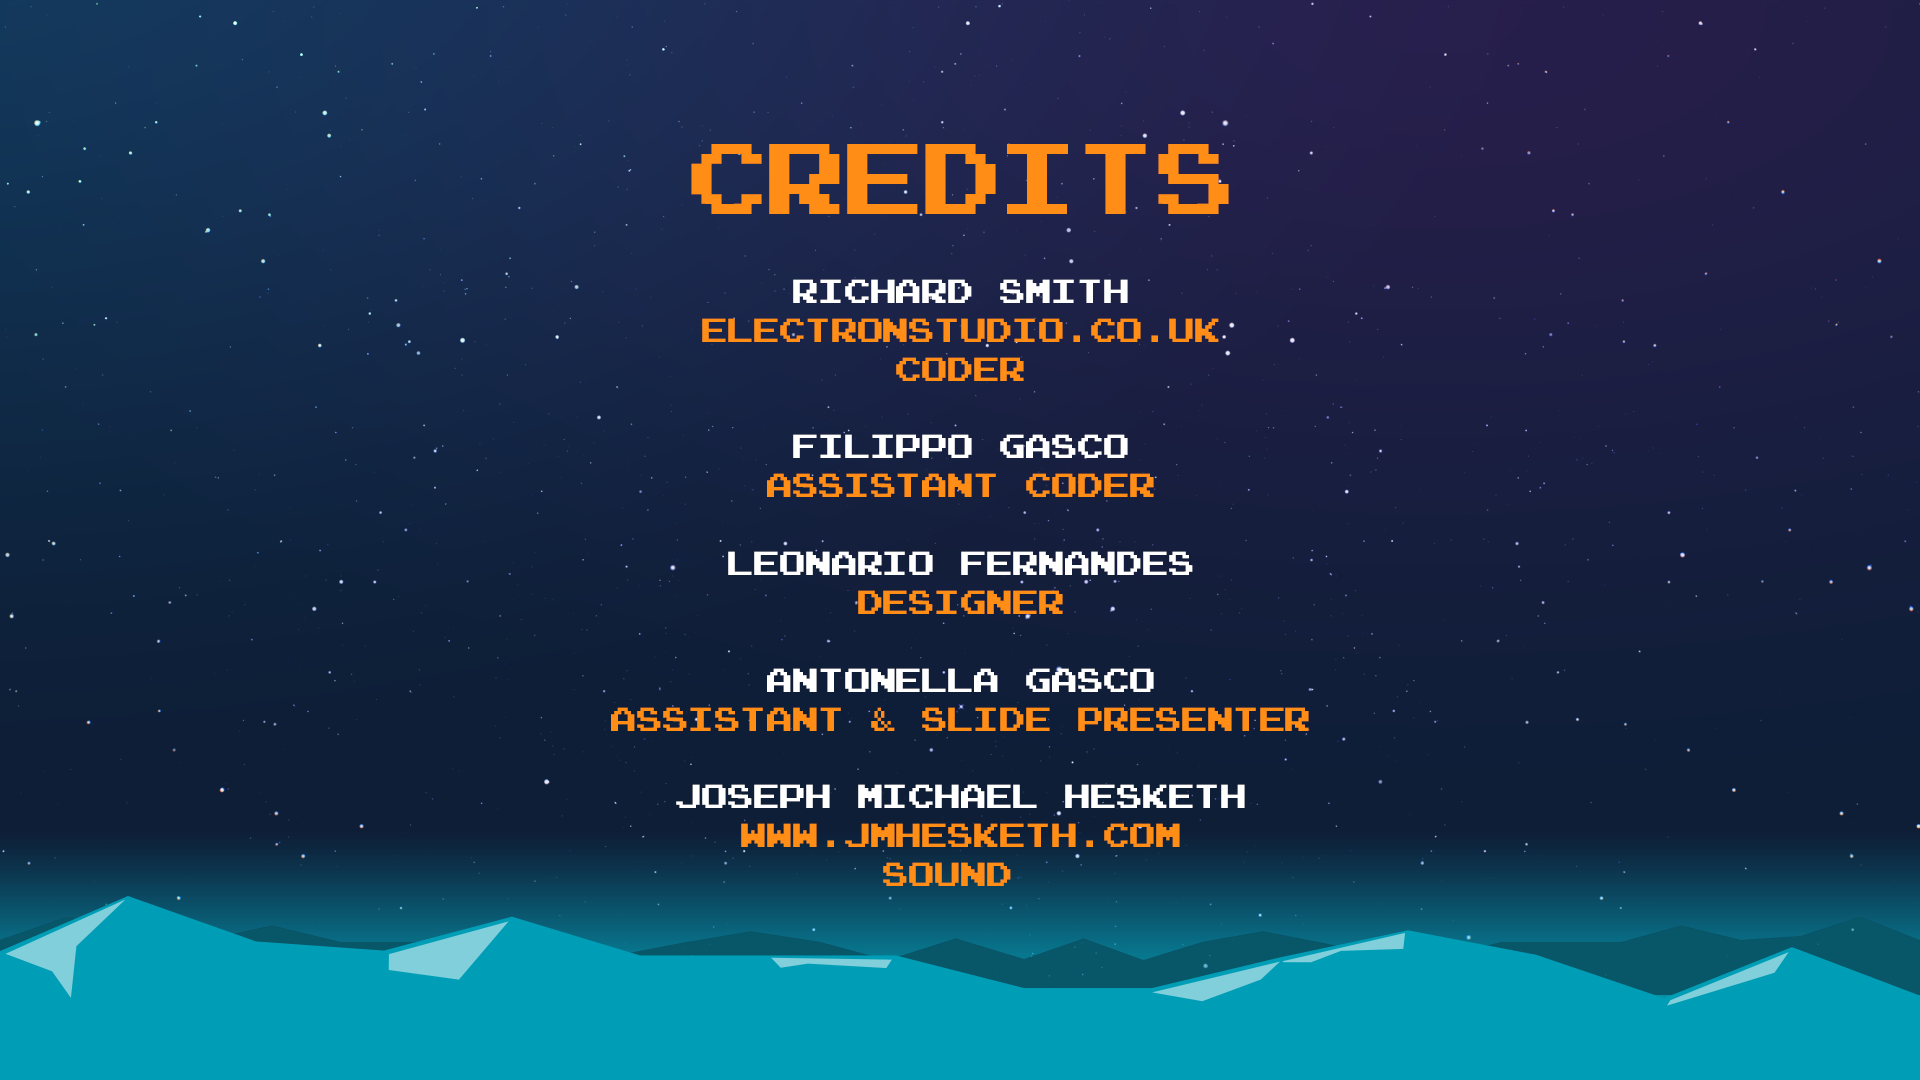 CREDITS
RICHARD SMITH
ELECTRONSTUDIO.CO.UK
CODER
FILIPPO GASCO
ASSISTANT CODER
LEONARIO FERNANDES
DESIGNER
ANTONELLA GASCO
ASSISTANT & SLIDE PRESENTER
JOSEPH MICHAEL HESKETH
WWW.JMHESKETH.COM
SOUND